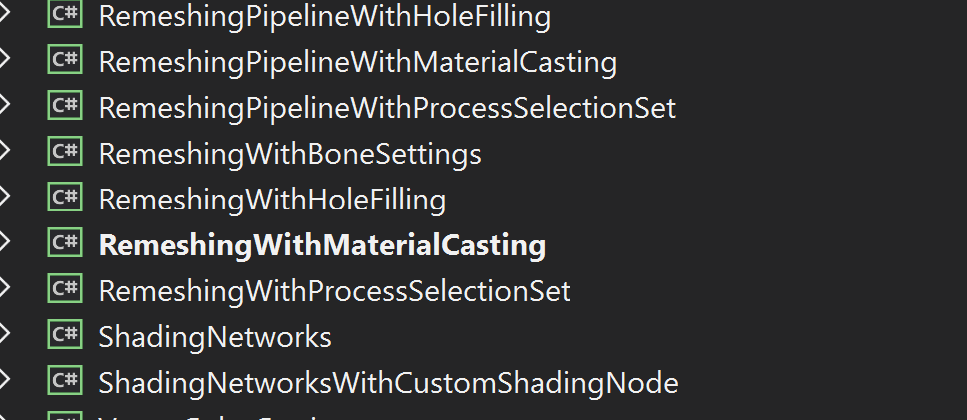 C# RemeshingPipelineWithHoleFilling
C# RemeshingPipelineWithMaterialCasting
C# RemeshingPipelineWithProcessSelectionSet
C# RemeshingWithBoneSettings
C# RemeshingWithHoleFilling
C# RemeshingWithMaterialCasting
C# RemeshingWithProcessSelectionSet
C# ShadingNetworks
C# ShadingNetworksWithCustomShadingNode